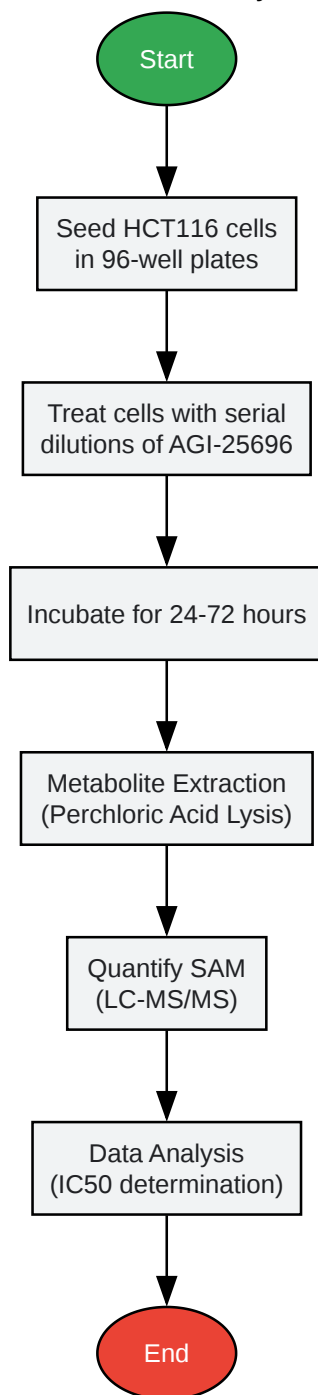 Start
Seed HCT116 cells
in 96-well plates
Treat cells with serial
dilutions of AGI-25696
Incubate for 24-72 hours
Metabolite Extraction
(Perchloric Acid Lysis)
Quantify SAM
(LC-MS/MS)
Data Analysis
(IC50 determination)
End